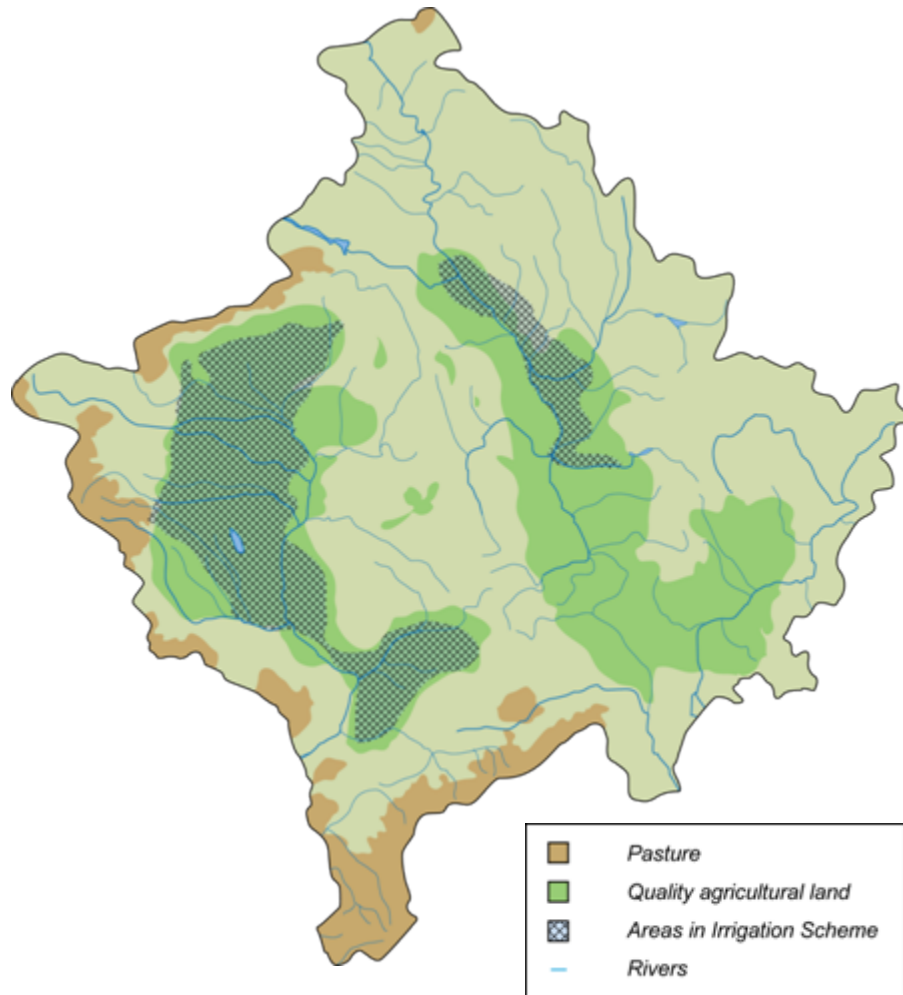 Pasture
Quality agricultural land
Areas in Irrigation Scheme
Rivers